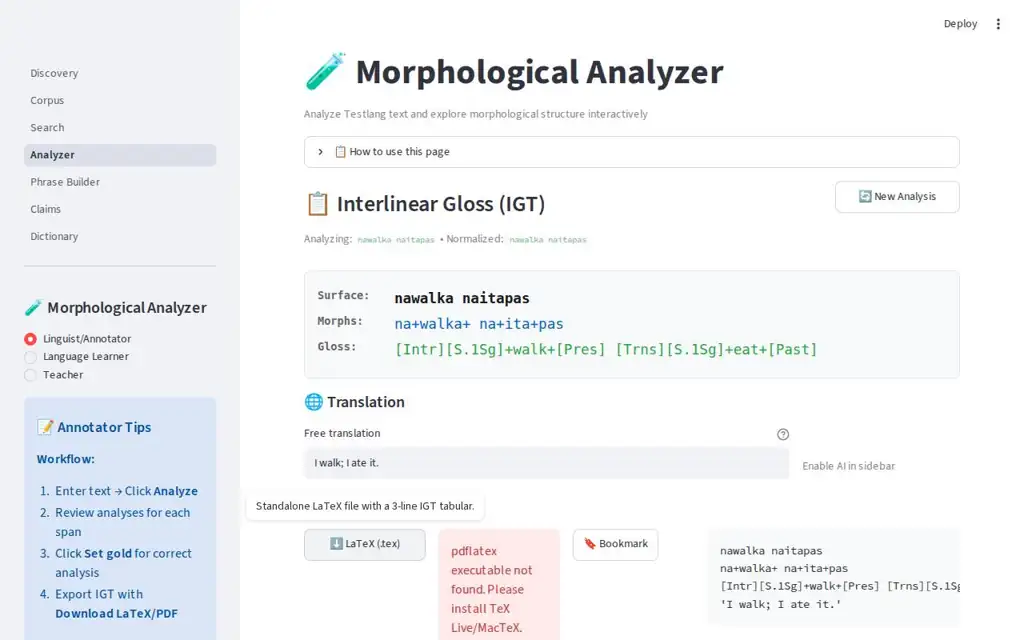 Deploy
Discovery
Corpus
Search
Analyzer
Phrase Builder
Claims
Dictionary
Morphological Analyzer
Linguist/Annotator
Language Learner
Teacher
Annotator Tips
Workflow:
1. Enter text → Click Analyze
2. Review analyses for each
span
3. Click Set gold for correct
analysis
4. Export IGT with
Download LaTeX/PDF
Morphological Analyzer
Analyze Testlang text and explore morphological structure interactively
How to use this page
Interlinear Gloss (IGT)
New Analysis
Analyzing: nawalka naitapas • Normalized: nawalka naitapas
Surface: nawalka naitapas
Morphs: na+walka+ na+ita+pas
Gloss: [Intr][S.1Sg]+walk+[Pres] [Trns][S.1Sg]+eat+[Past]
Translation
Free translation
I walk; I ate it.
Enable AI in sidebar
Standalone LaTeX file with a 3-line IGT tabular.
LaTeX (.tex)
pdflatex
executable not
found. Please
install TeX
Live/MacTeX.
Bookmark
nawalka naitapas
na+walka+ na+ita+pas
[Intr][S.1Sg]+walk+[Pres] [Trns][S.1Sg
'I walk; I ate it.'